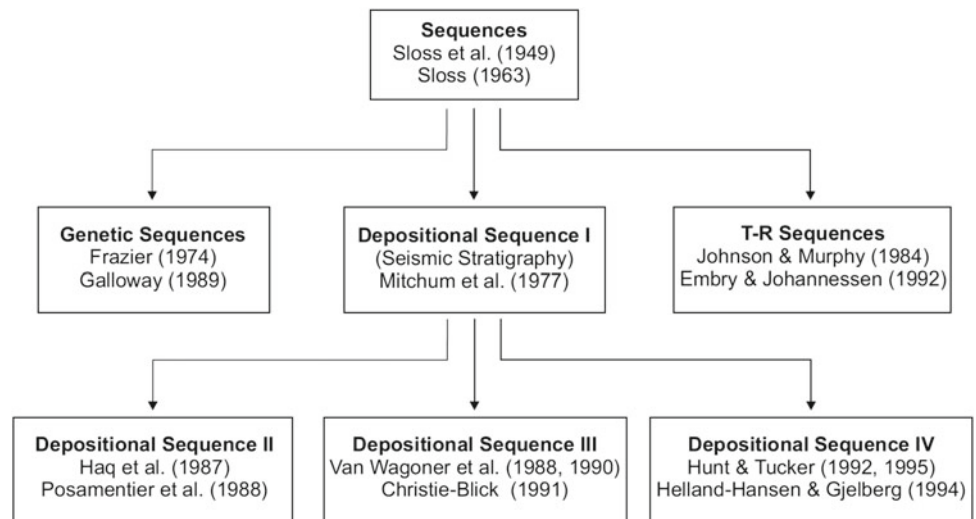 Sequences
Sloss et al. (1949)
Sloss (1963)
Genetic Sequences
Frazier (1974)
Galloway (1989)
Depositional Sequence I
(Seismic Stratigraphy)
Mitchum et al. (1977)
T-R Sequences
Johnson & Murphy (1984)
Embry & Johannessen (1992)
Depositional Sequence II
Haq et al. (1987)
Posamentier et al. (1988)
Depositional Sequence III
Van Wagoner et al. (1988, 1990)
Christie-Blick (1991)
Depositional Sequence IV
Hunt & Tucker (1992, 1995)
Helland-Hansen & Gjelberg (1994)